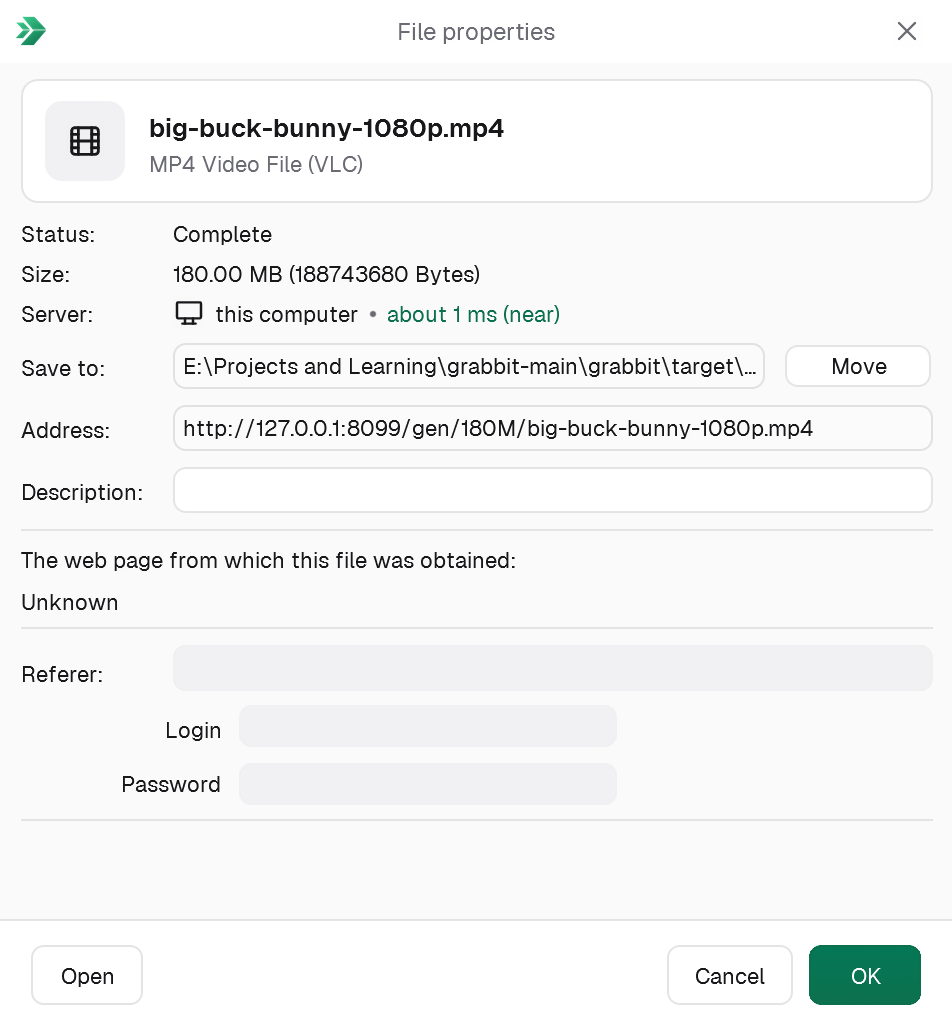 File properties
big-buck-bunny-1080p.mp4
MP4 Video File (VLC)
Status: Complete
Size: 180.00 MB (188743680 Bytes)
Server: this computer • about 1 ms (near)
Save to: E:\Projects and Learning\grabbit-main\grabbit\target\... Move
Address: http://127.0.0.1:8099/gen/180M/big-buck-bunny-1080p.mp4
Description:
The web page from which this file was obtained:
Unknown
Referer:
Login
Password
Open Cancel OK